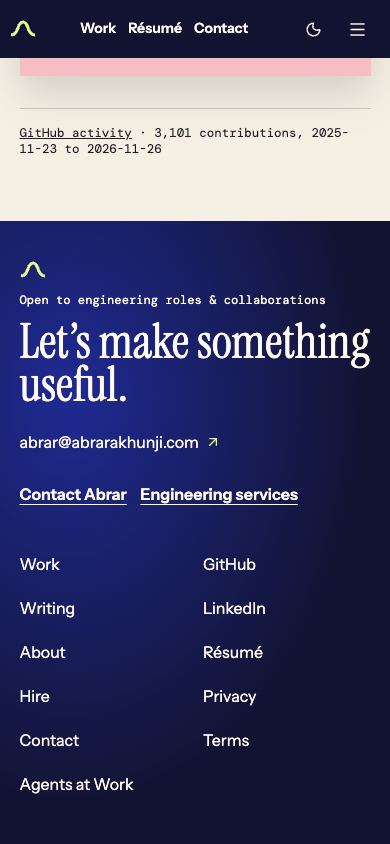 Work Résumé Contact
GitHub activity · 3,101 contributions, 2025-
11-23 to 2026-11-26
Open to engineering roles & collaborations
Let’s make something
useful.
abrar@abrarakhunji.com
Contact Abrar Engineering services
Work
Writing
About
Hire
Contact
Agents at Work
GitHub
LinkedIn
Résumé
Privacy
Terms